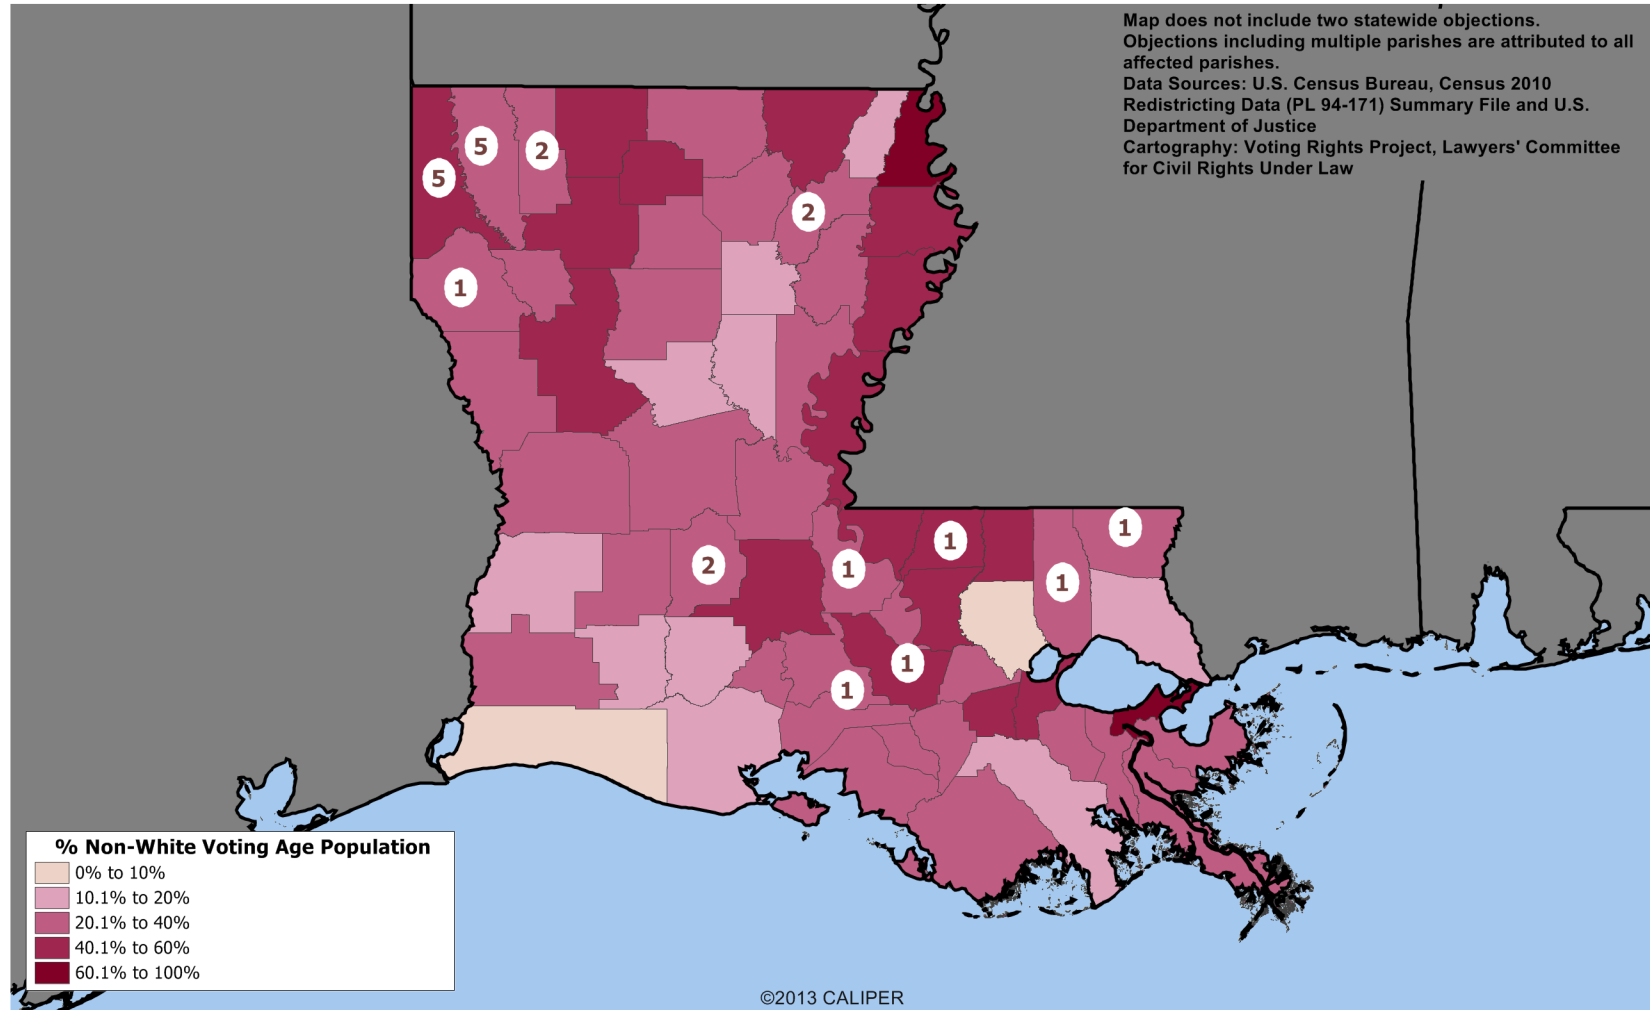 Map does not include two statewide objections.
Objections including multiple parishes are attributed to all
affected parishes.
Data Sources: U.S. Census Bureau, Census 2010
Redistricting Data (PL 94-171) Summary File and U.S.
Department of Justice
Cartography: Voting Rights Project, Lawyers' Committee
for Civil Rights Under Law
5
2
5
2
1
1
1
2
1
1
1
1
% Non-White Voting Age Population
0% to 10%
10.1% to 20%
20.1% to 40%
40.1% to 60%
60.1% to 100%
©2013 CALIPER